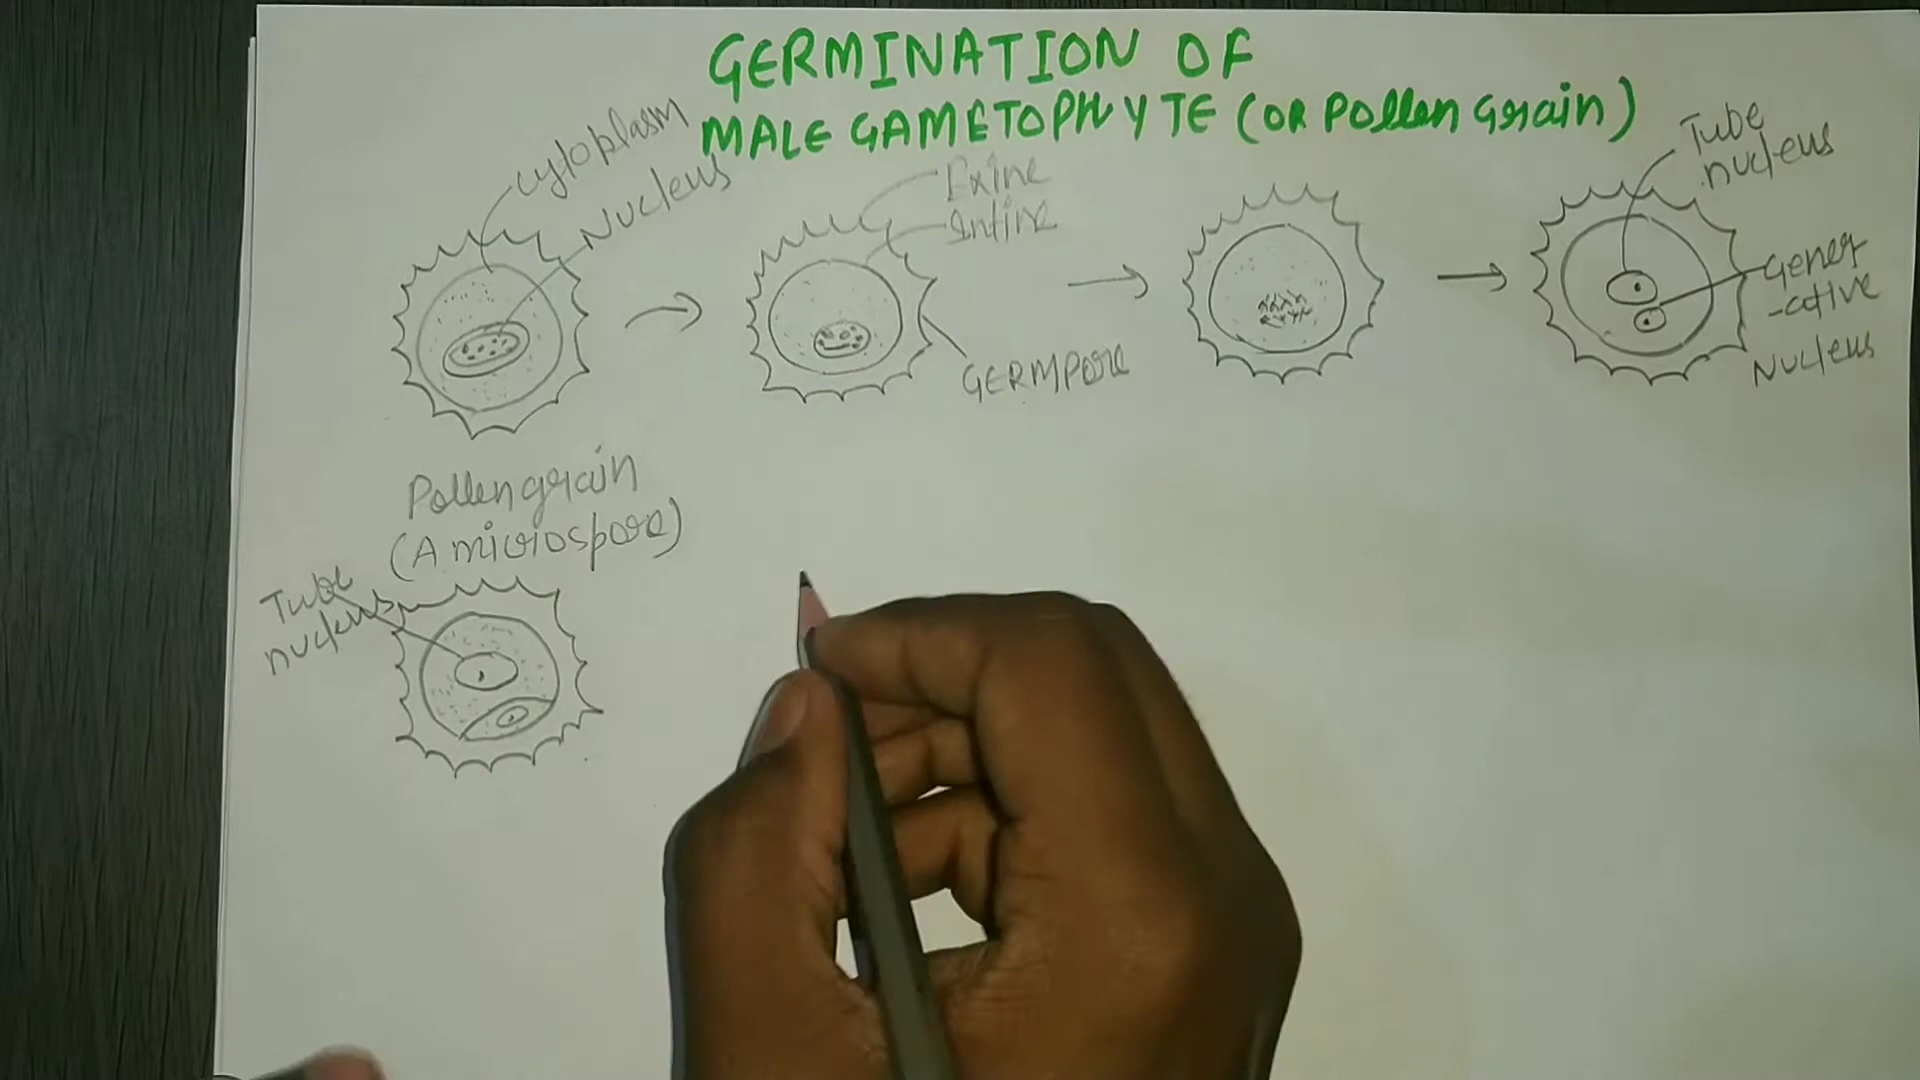 GERMINATION OF
MALE GAMETOPHYTE (OR Pollen Grain)
Cytoplasm
Nucleus
Exine
Intine
GERMPORE
Tube
nucleus
Gener
-ative
Nucleus
Pollen grain
(A microspore)
Tube
nucleus